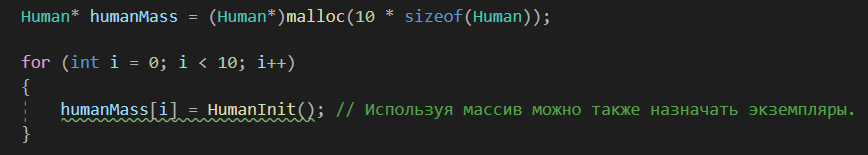 Human* humanMass = (Human*)malloc(10 * sizeof(Human));
for (int i = 0; i < 10; i++)
{
humanMass[i] = HumanInit(); // Используя массив можно также назначать экземпляры.
}